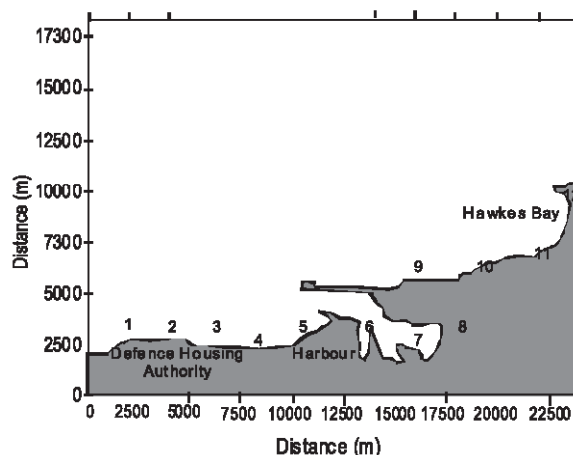 17300
15000
12500
10000
7300
5000
2500
0
Distance (m)
Hawkes Bay
9 10 11
1 2 3 4 5 6 7 8
Defence Housing
Authority
Harbour
0 2500 5000 7500 10000 12500 15000 17500 20000 22500
Distance (m)